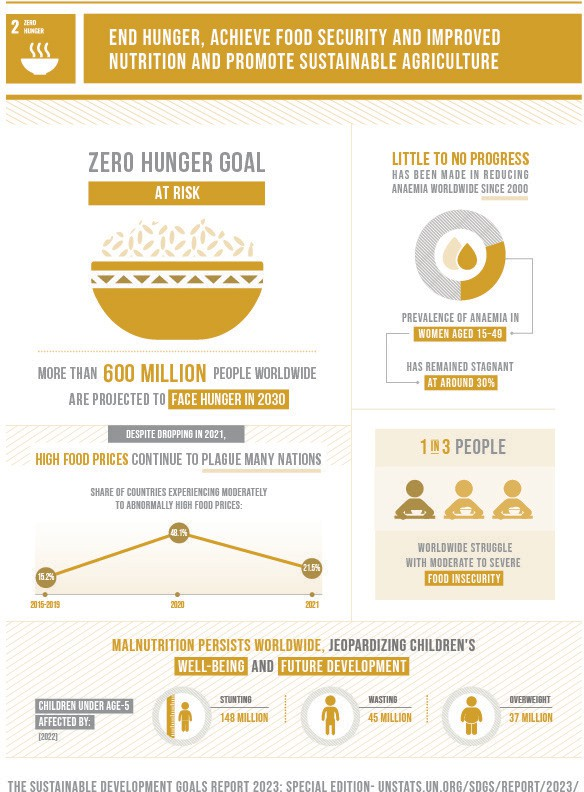 2 ZERO
HUNGER
END HUNGER, ACHIEVE FOOD SECURITY AND IMPROVED
NUTRITION AND PROMOTE SUSTAINABLE AGRICULTURE
ZERO HUNGER GOAL
AT RISK
MORE THAN 600 MILLION PEOPLE WORLDWIDE
ARE PROJECTED TO FACE HUNGER IN 2030
LITTLE TO NO PROGRESS
HAS BEEN MADE IN REDUCING
ANAEMIA WORLDWIDE SINCE 2000
PREVALENCE OF ANAEMIA IN
WOMEN AGED 15-49
HAS REMAINED STAGNANT
AT AROUND 30%
DESPITE DROPPING IN 2021,
HIGH FOOD PRICES CONTINUE TO PLAGUE MANY NATIONS
SHARE OF COUNTRIES EXPERIENCING MODERATELY
TO ABNORMALLY HIGH FOOD PRICES:
15.2%
48.1%
21.5%
2015-2019
2020
2021
1 IN 3 PEOPLE
WORLDWIDE STRUGGLE
WITH MODERATE TO SEVERE
FOOD INSECURITY
MALNUTRITION PERSISTS WORLDWIDE, JEOPARDIZING CHILDREN'S
WELL-BEING AND FUTURE DEVELOPMENT
CHILDREN UNDER AGE-5
AFFECTED BY:
(2022)
STUNTING
148 MILLION
WASTING
45 MILLION
OVERWEIGHT
37 MILLION
THE SUSTAINABLE DEVELOPMENT GOALS REPORT 2023: SPECIAL EDITION- UNSTATS.UN.ORG/SDGS/REPORT/2023/